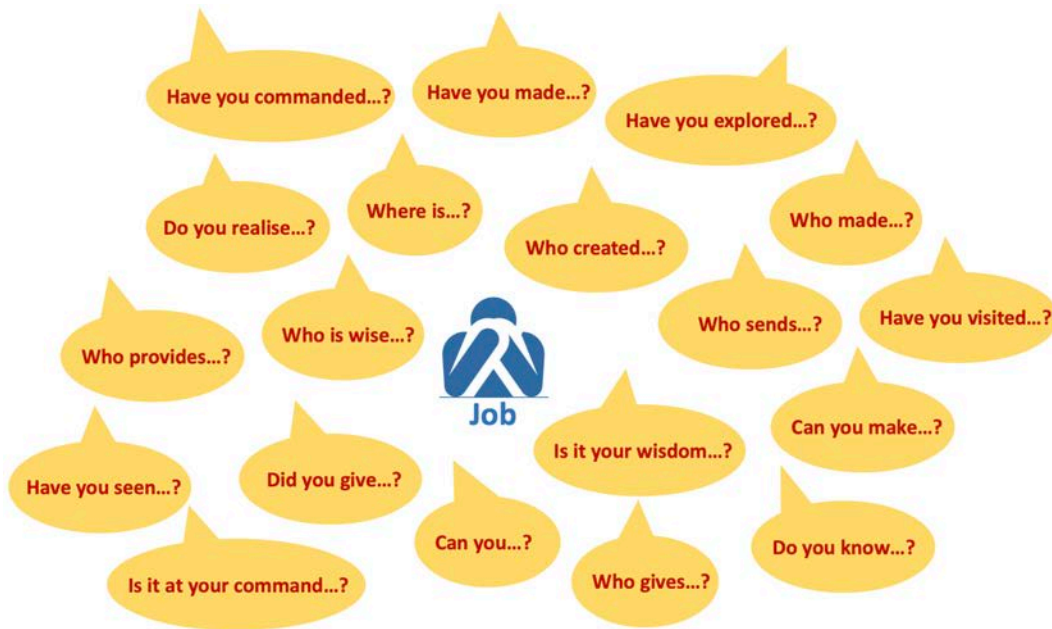 Have you commanded...?
Have you made...?
Have you explored...?
Do you realise...?
Where is...?
Who created...?
Who made...?
Who provides...?
Who is wise...?
Who sends...?
Have you visited...?
Job
Have you seen...?
Did you give...?
Is it your wisdom...?
Can you make...?
Is it at your command...?
Can you...?
Who gives...?
Do you know...?